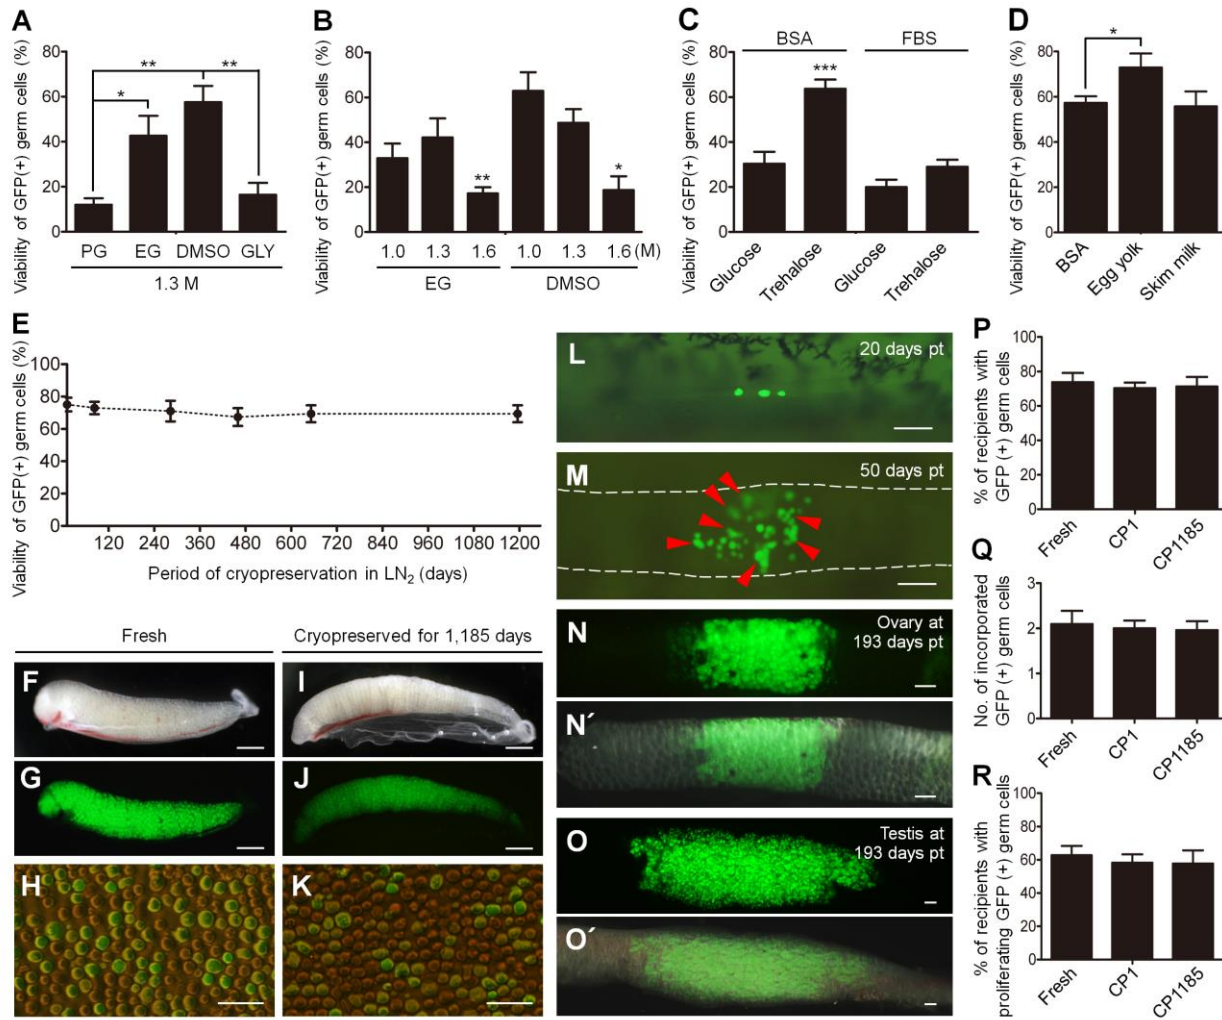 A
Viability of GFP(+) germ cells (%)
80
60
40
20
0
**
**
*
PG EG DMSO GLY
1.3 M
B
Viability of GFP(+) germ cells (%)
80
60
40
20
0
**
*
1.0 1.3 1.6 1.0 1.3 1.6 (M)
EG DMSO
C
Viability of GFP(+) germ cells (%)
80
60
40
20
0
BSA FBS
***
Glucose
Trehalose
Glucose
Trehalose
D
Viability of GFP(+) germ cells (%)
80
60
40
20
0
*
BSA
Egg yolk
Skim milk
E
Viability of GFP(+) germ cells (%)
100
80
60
40
20
0
120 240 360 480 600 720 840 960 1080 1200
Period of cryopreservation in LN2 (days)
Fresh
Cryopreserved for 1,185 days
F
I
G
J
H
K
L
20 days pt
M
50 days pt
N
Ovary at
193 days pt
N´
O
Testis at
193 days pt
O´
P
% of recipients with
GFP (+) germ cells
100
80
60
40
20
0
Fresh
CP1
CP1185
Q
No. of incorporated
GFP (+) germ cells
3
2
1
0
Fresh
CP1
CP1185
R
% of recipients with
proliferating GFP (+) germ cells
100
80
60
40
20
0
Fresh
CP1
CP1185